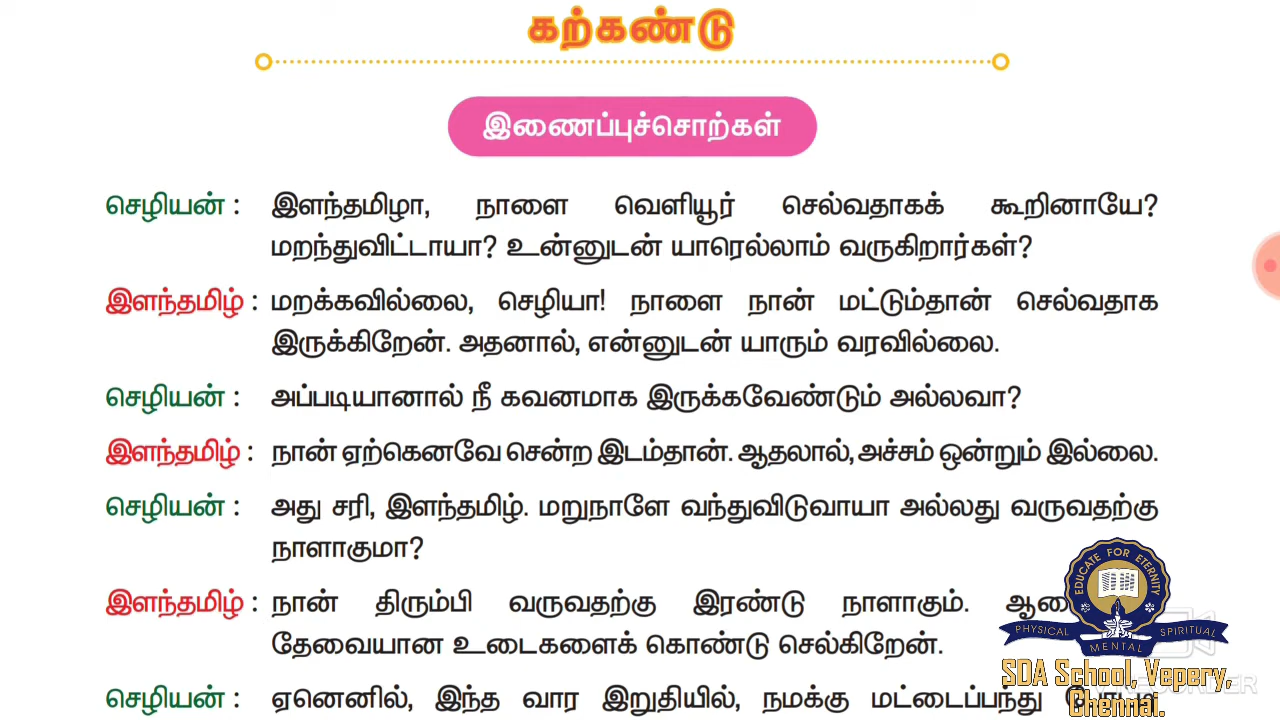 கற்கண்டு
இணைப்புச்சொற்கள்
செழியன் : இளந்தமிழா, நாளை வெளியூர் செல்வதாகக் கூறினாயே?
மறந்துவிட்டாயா? உன்னுடன் யாரெல்லாம் வருகிறார்கள்?
இளந்தமிழ் : மறக்கவில்லை, செழியா! நாளை நான் மட்டும்தான் செல்வதாக
இருக்கிறேன். அதனால், என்னுடன் யாரும் வரவில்லை.
செழியன் : அப்படியானால் நீ கவனமாக இருக்கவேண்டும் அல்லவா?
இளந்தமிழ் : நான் ஏற்கெனவே சென்ற இடம்தான். ஆதலால், அச்சம் ஒன்றும் இல்லை.
செழியன் : அது சரி, இளந்தமிழ். மறுநாளே வந்துவிடுவாயா அல்லது வருவதற்கு
நாளாகுமா?
இளந்தமிழ் : நான் திரும்பி வருவதற்கு இரண்டு நாளாகும்.
தேவையான உடைகளைக் கொண்டு செல்கிறேன்.
செழியன் : ஏனெனில், இந்த வார இறுதியில், நமக்கு மட்டைப்பந்து
EDUCATE FOR ETERNITY
PHYSICAL MENTAL SPIRITUAL
SDA School, Vepery,
Chennai.